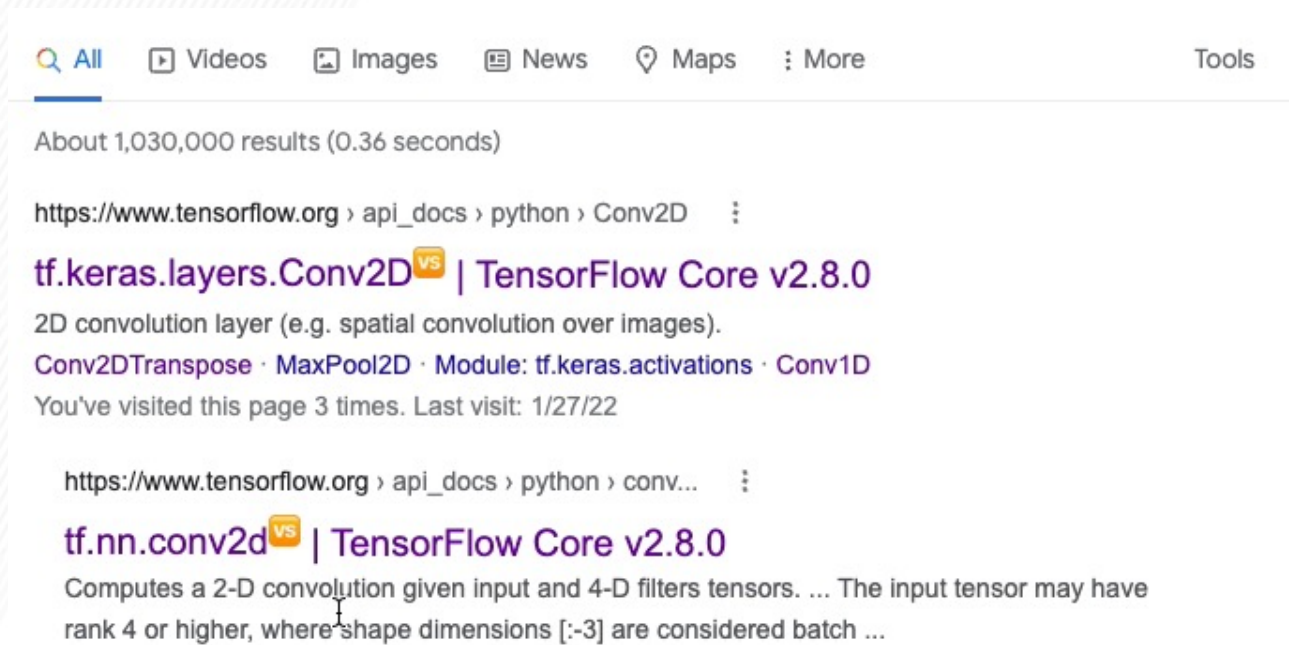 All Videos Images News Maps More Tools
About 1,030,000 results (0.36 seconds)
https://www.tensorflow.org › api_docs › python › Conv2D
tf.keras.layers.Conv2D🆚 | TensorFlow Core v2.8.0
2D convolution layer (e.g. spatial convolution over images).
Conv2DTranspose · MaxPool2D · Module: tf.keras.activations · Conv1D
You've visited this page 3 times. Last visit: 1/27/22
https://www.tensorflow.org › api_docs › python › conv...
tf.nn.conv2d🆚 | TensorFlow Core v2.8.0
Computes a 2-D convolution given input and 4-D filters tensors. ... The input tensor may have
rank 4 or higher, where shape dimensions [:-3] are considered batch ...